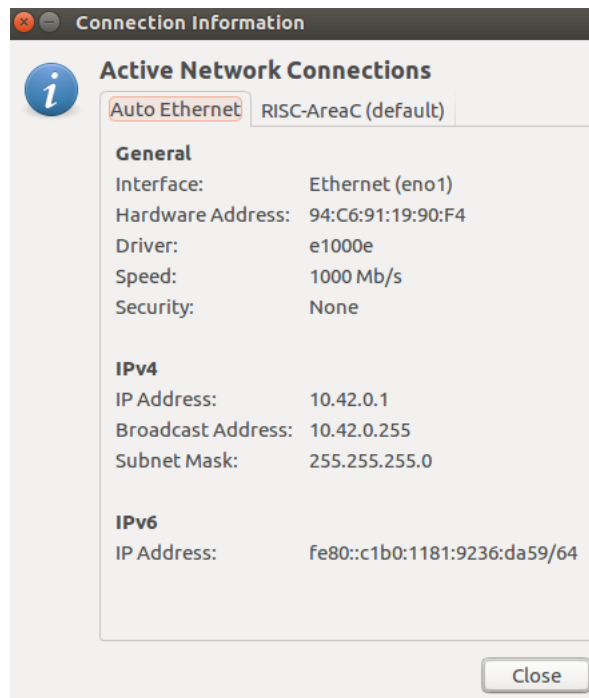 Connection Information
Active Network Connections
Auto Ethernet RISC-AreaC (default)
General
Interface: Ethernet (eno1)
Hardware Address: 94:C6:91:19:90:F4
Driver: e1000e
Speed: 1000 Mb/s
Security: None
IPv4
IP Address: 10.42.0.1
Broadcast Address: 10.42.0.255
Subnet Mask: 255.255.255.0
IPv6
IP Address: fe80::c1b0:1181:9236:da59/64
Close